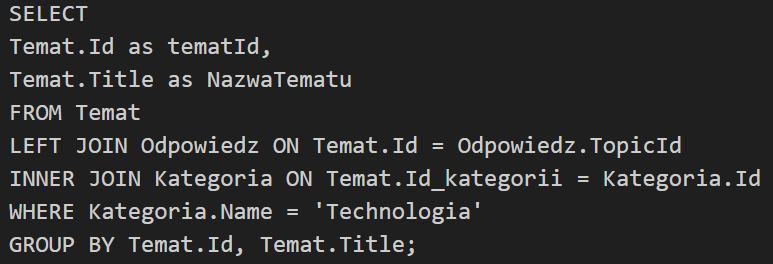 SELECT
Temat.Id as tematId,
Temat.Title as NazwaTematu
FROM Temat
LEFT JOIN Odpowiedz ON Temat.Id = Odpowiedz.TopicId
INNER JOIN Kategoria ON Temat.Id_kategorii = Kategoria.Id
WHERE Kategoria.Name = 'Technologia'
GROUP BY Temat.Id, Temat.Title;